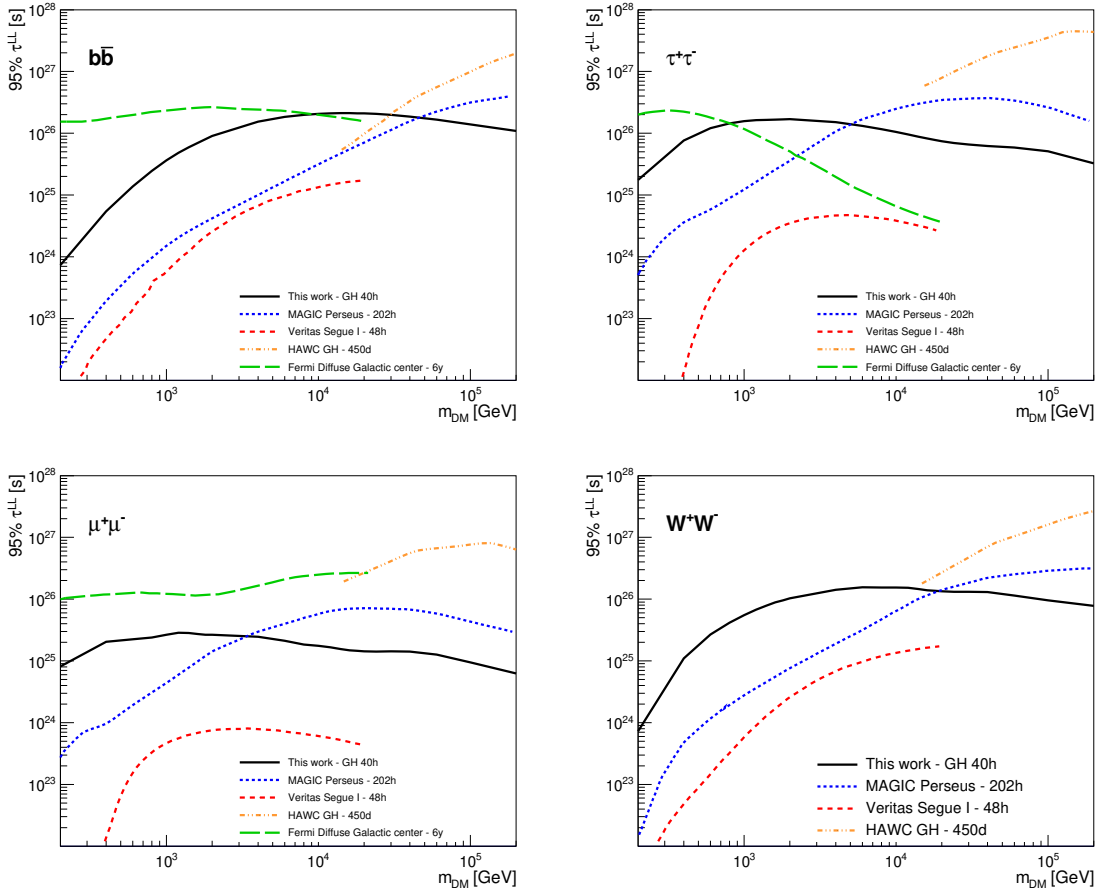 95% τ^LL [s]
bb̄
10^28
10^27
10^26
10^25
10^24
10^23
This work - GH 40h
MAGIC Perseus - 202h
Veritas Segue I - 48h
HAWC GH - 450d
Fermi Diffuse Galactic center - 6y
10^3
10^4
10^5
m_DM [GeV]
95% τ^LL [s]
τ^+τ^-
10^28
10^27
10^26
10^25
10^24
10^23
This work - GH 40h
MAGIC Perseus - 202h
Veritas Segue I - 48h
HAWC GH - 450d
Fermi Diffuse Galactic center - 6y
10^3
10^4
10^5
m_DM [GeV]
95% τ^LL [s]
μ^+μ^-
10^28
10^27
10^26
10^25
10^24
10^23
This work - GH 40h
MAGIC Perseus - 202h
Veritas Segue I - 48h
HAWC GH - 450d
Fermi Diffuse Galactic center - 6y
10^3
10^4
10^5
m_DM [GeV]
95% τ^LL [s]
W^+W^-
10^28
10^27
10^26
10^25
10^24
10^23
This work - GH 40h
MAGIC Perseus - 202h
Veritas Segue I - 48h
HAWC GH - 450d
10^3
10^4
10^5
m_DM [GeV]